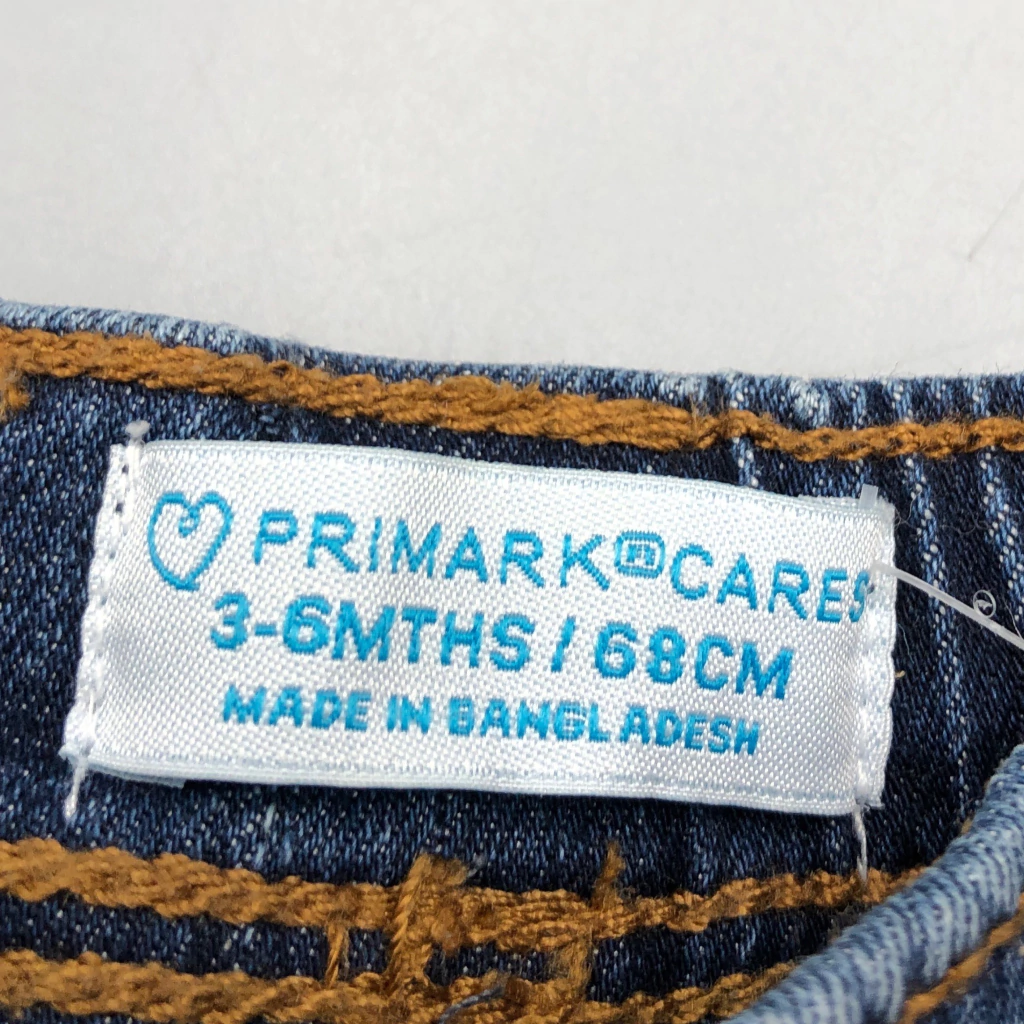 PRIMARK®CARES
3-6MTHS / 68CM
MADE IN BANGLADESH